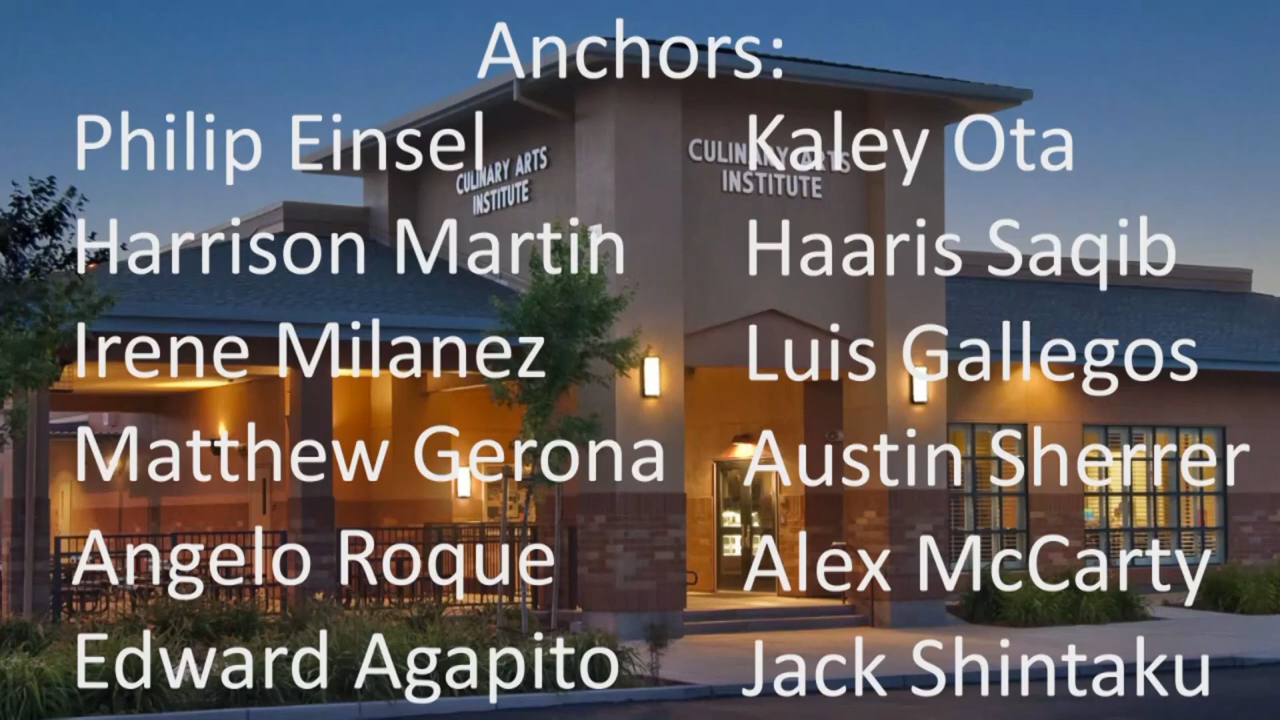 Anchors:
Philip Einsel
Harrison Martin
Irene Milanez
Matthew Gerona
Angelo Roque
Edward Agapito
Kaley Ota
Haaris Saqib
Luis Gallegos
Austin Sherrer
Alex McCarty
Jack Shintaku
CULINARY ARTS
INSTITUTE
CULINARY ARTS
INSTITUTE